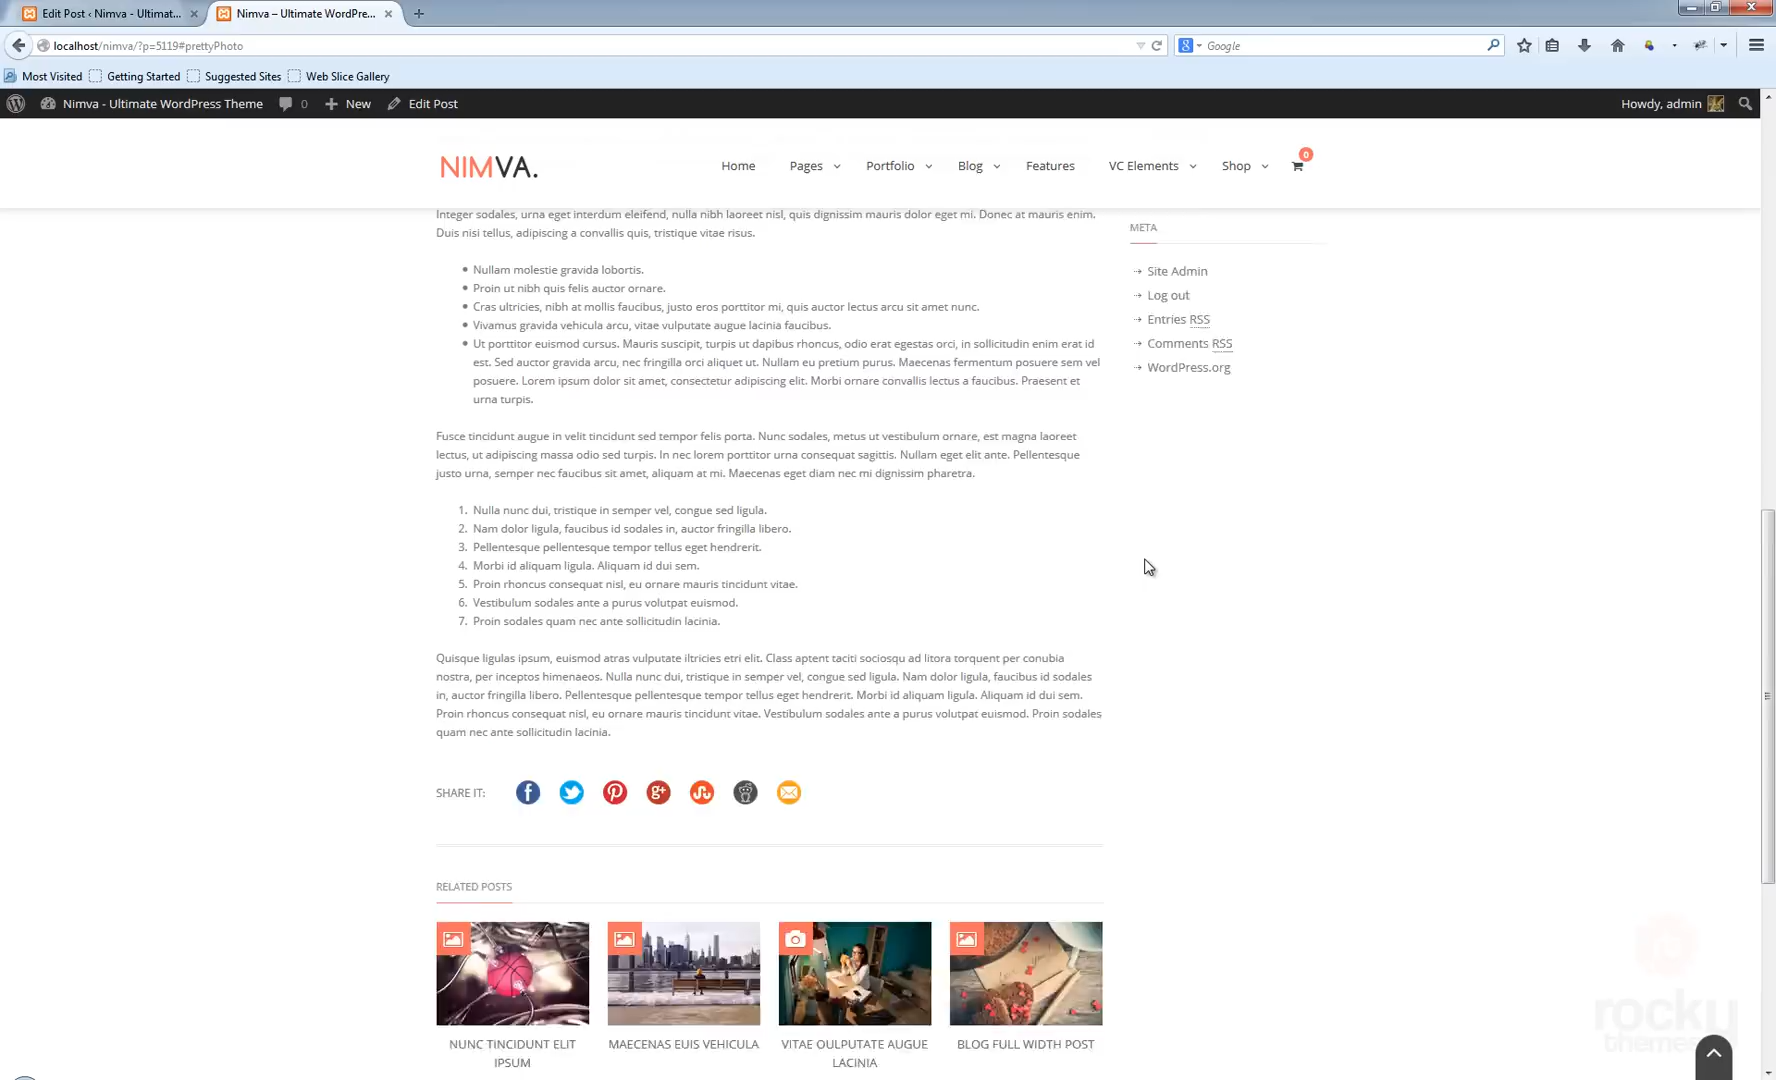 Edit Post ‹ Nimva - Ultimat...
Nimva – Ultimate WordPre...
localhost/nimva/?p=5119#prettyPhoto
Google
Most Visited
Getting Started
Suggested Sites
Web Slice Gallery
Nimva - Ultimate WordPress Theme
0
New
Edit Post
Howdy, admin
NIMVA.
Home
Pages
Portfolio
Blog
Features
VC Elements
Shop
0
Integer sodales, urna eget interdum eleifend, nulla nibh laoreet nisl, quis dignissim mauris dolor eget mi. Donec at mauris enim.
Duis nisi tellus, adipiscing a convallis quis, tristique vitae risus.
Nullam molestie gravida lobortis.
Proin ut nibh quis felis auctor ornare.
Cras ultricies, nibh at mollis faucibus, justo eros porttitor mi, quis auctor lectus arcu sit amet nunc.
Vivamus gravida vehicula arcu, vitae vulputate augue lacinia faucibus.
Ut porttitor euismod cursus. Mauris suscipit, turpis ut dapibus rhoncus, odio erat egestas orci, in sollicitudin enim erat id
est. Sed auctor gravida arcu, nec fringilla orci aliquet ut. Nullam eu pretium purus. Maecenas fermentum posuere sem vel
posuere. Lorem ipsum dolor sit amet, consectetur adipiscing elit. Morbi ornare convallis lectus a faucibus. Praesent et
urna turpis.
Fusce tincidunt augue in velit tincidunt sed tempor felis porta. Nunc sodales, metus ut vestibulum ornare, est magna laoreet
lectus, ut adipiscing massa odio sed turpis. In nec lorem porttitor urna consequat sagittis. Nullam eget elit ante. Pellentesque
justo urna, semper nec faucibus sit amet, aliquam at mi. Maecenas eget diam nec mi dignissim pharetra.
1. Nulla nunc dui, tristique in semper vel, congue sed ligula.
2. Nam dolor ligula, faucibus id sodales in, auctor fringilla libero.
3. Pellentesque pellentesque tempor tellus eget hendrerit.
4. Morbi id aliquam ligula. Aliquam id dui sem.
5. Proin rhoncus consequat nisl, eu ornare mauris tincidunt vitae.
6. Vestibulum sodales ante a purus volutpat euismod.
7. Proin sodales quam nec ante sollicitudin lacinia.
Quisque ligulas ipsum, euismod atras vulputate iltricies etri elit. Class aptent taciti sociosqu ad litora torquent per conubia
nostra, per inceptos himenaeos. Nulla nunc dui, tristique in semper vel, congue sed ligula. Nam dolor ligula, faucibus id sodales
in, auctor fringilla libero. Pellentesque pellentesque tempor tellus eget hendrerit. Morbi id aliquam ligula. Aliquam id dui sem.
Proin rhoncus consequat nisl, eu ornare mauris tincidunt vitae. Vestibulum sodales ante a purus volutpat euismod. Proin sodales
quam nec ante sollicitudin lacinia.
SHARE IT:
RELATED POSTS
NUNC TINCIDUNT ELIT
IPSUM
MAECENAS EUIS VEHICULA
VITAE OULPUTATE AUGUE
LACINIA
BLOG FULL WIDTH POST
META
Site Admin
Log out
Entries RSS
Comments RSS
WordPress.org
rocky
themes